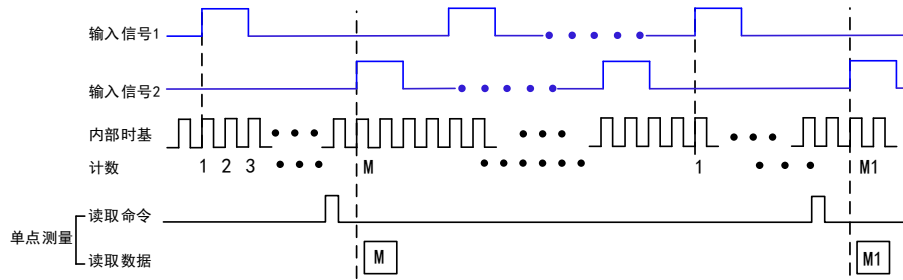 输入信号1
输入信号2
内部时基
计数 1 2 3 M 1 M1
读取命令
单点测量
读取数据 M M1